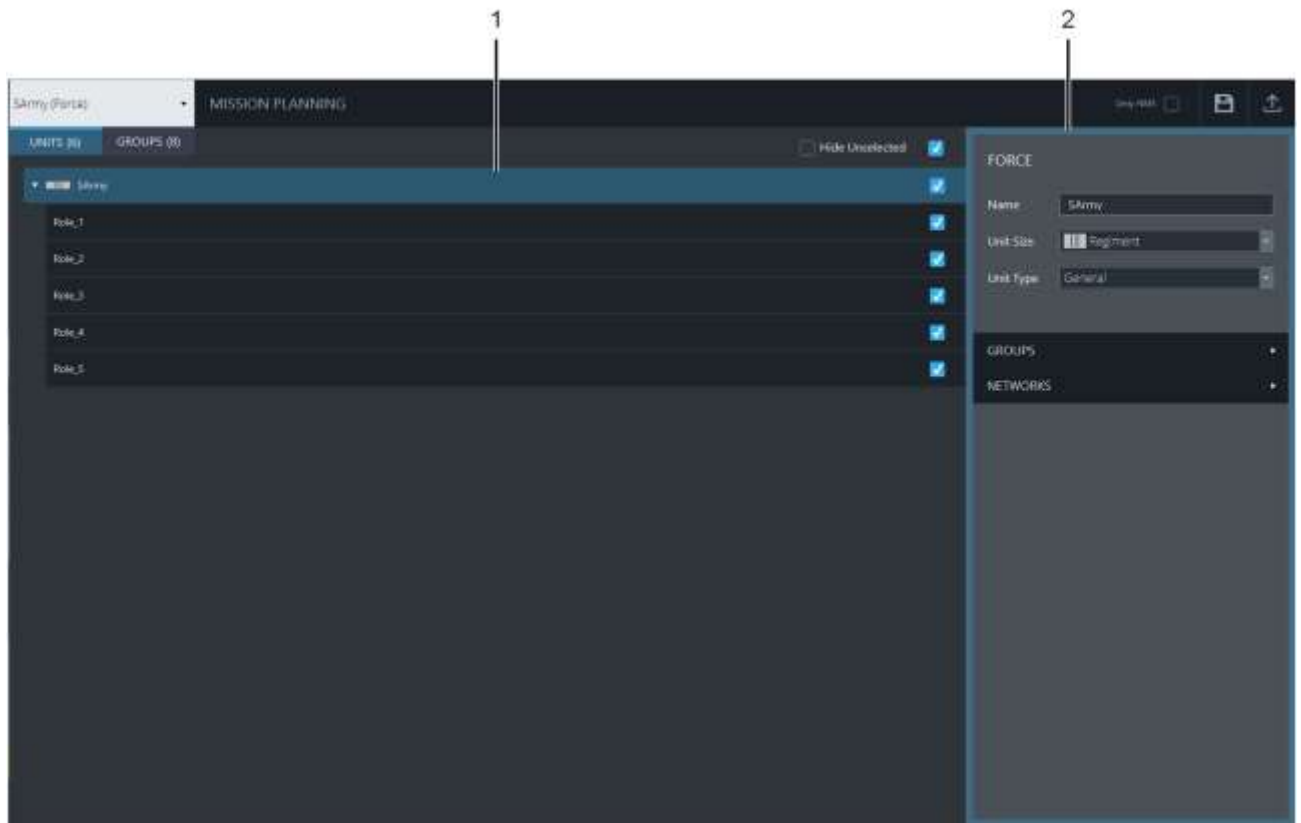 1 2
SArmy (Force) MISSION PLANNING
UNITS (6) GROUPS (8) Hide Unselected
SArmy
Role_1
Role_2
Role_3
Role_4
Role_5
FORCE
Name SArmy
Unit Size Regiment
Unit Type General
GROUPS
NETWORKS